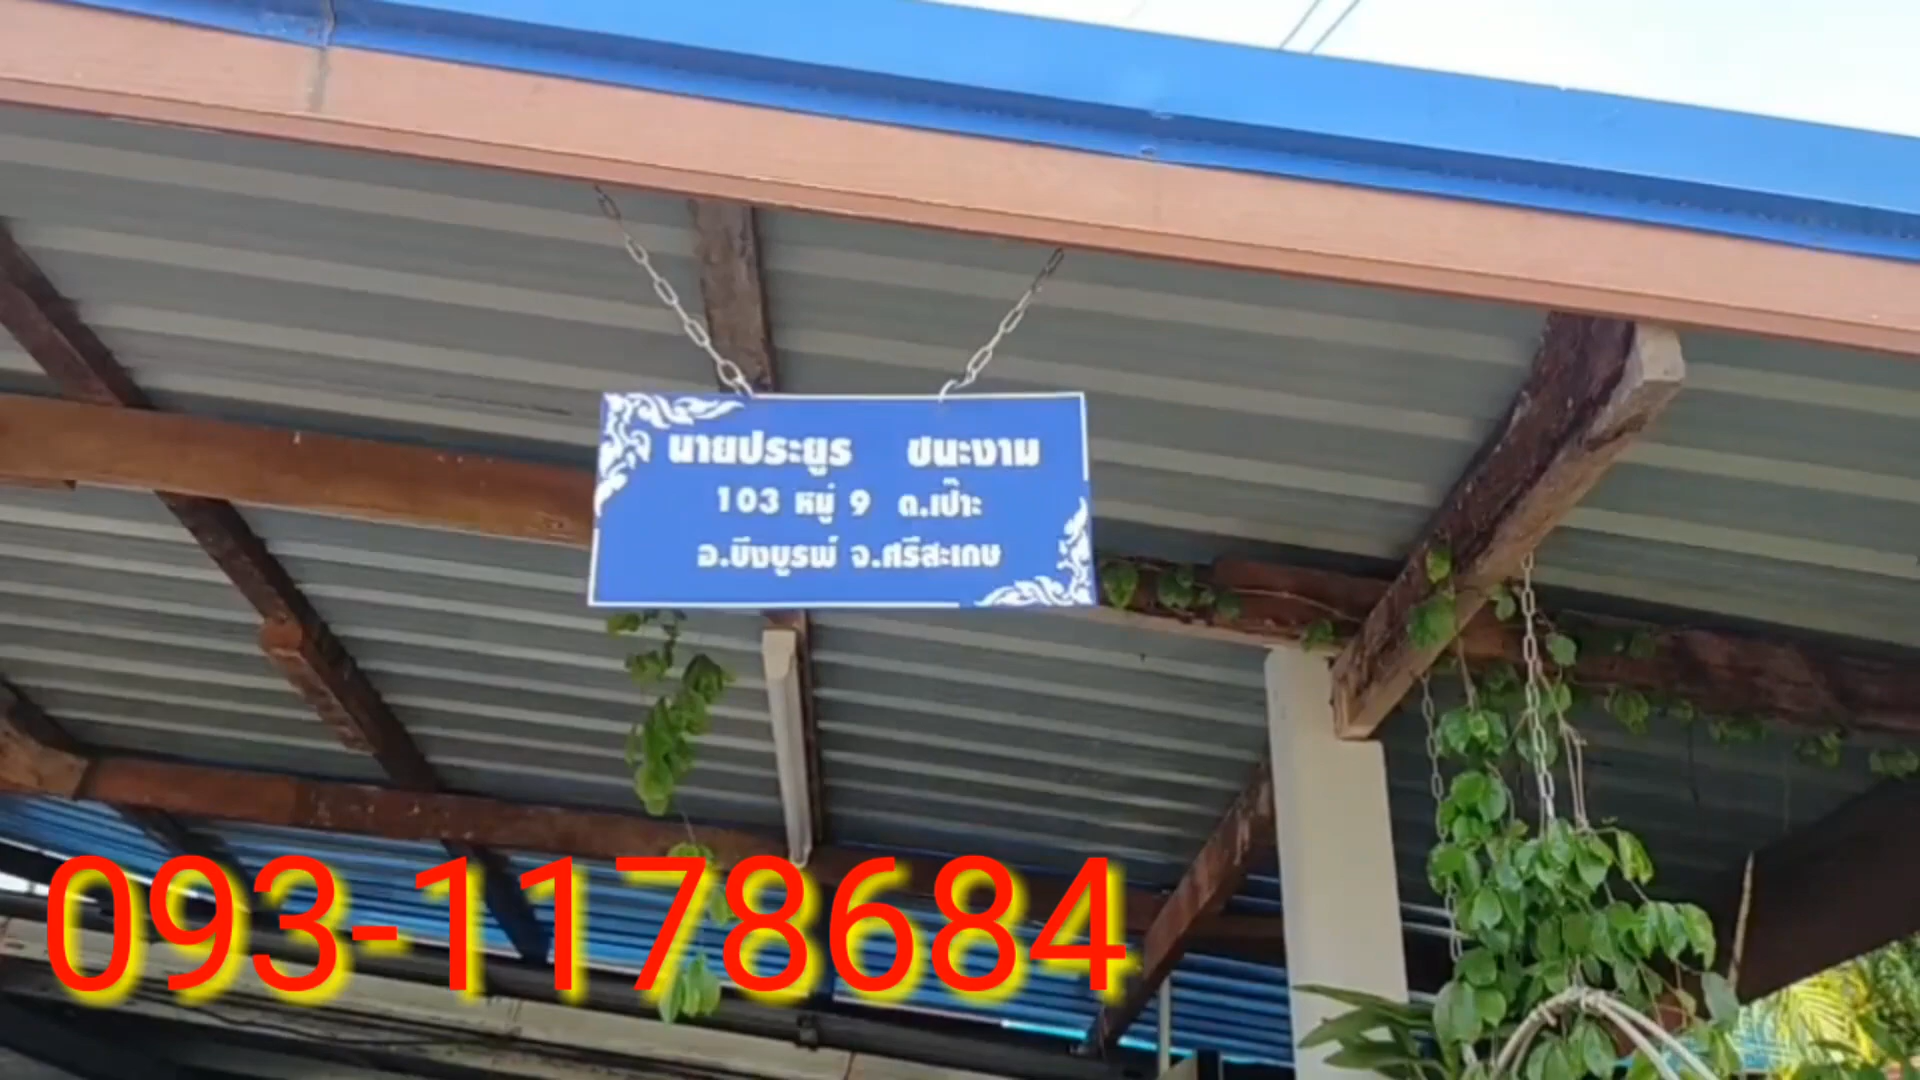 นายประยูร ชนะงาม
103 หมู่ 9 ต.เป๊าะ
อ.บึงบูรพ์ จ.ศรีสะเกษ
093-1178684